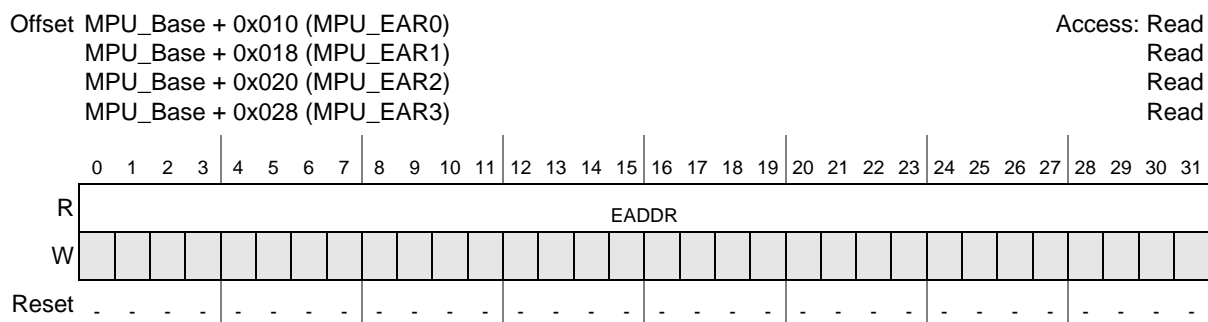 Offset MPU_Base + 0x010 (MPU_EAR0) Access: Read
MPU_Base + 0x018 (MPU_EAR1) Read
MPU_Base + 0x020 (MPU_EAR2) Read
MPU_Base + 0x028 (MPU_EAR3) Read
0 1 2 3 4 5 6 7 8 9 10 11 12 13 14 15 16 17 18 19 20 21 22 23 24 25 26 27 28 29 30 31
R EADDR
W
Reset - - - - - - - - - - - - - - - - - - - - - - - - - - - - - - - -